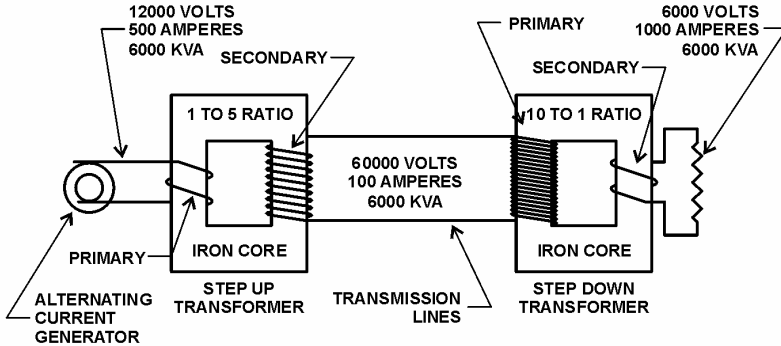 12000 VOLTS
500 AMPERES
6000 KVA
SECONDARY
PRIMARY
6000 VOLTS
1000 AMPERES
6000 KVA
SECONDARY
1 TO 5 RATIO
10 TO 1 RATIO
60000 VOLTS
100 AMPERES
6000 KVA
PRIMARY
IRON CORE
IRON CORE
ALTERNATING
CURRENT
GENERATOR
STEP UP
TRANSFORMER
TRANSMISSION
LINES
STEP DOWN
TRANSFORMER